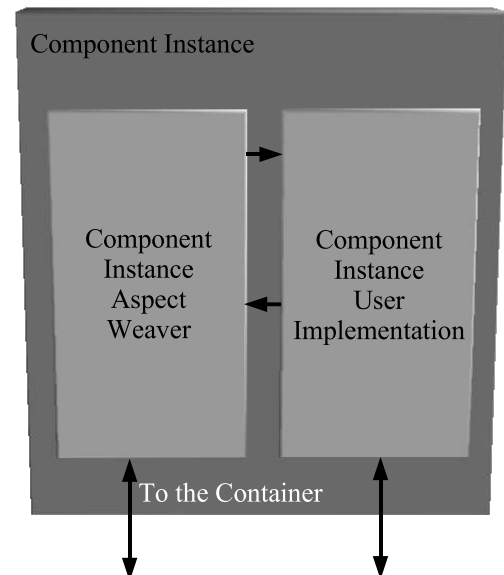 Component Instance
Component
Instance
Aspect
Weaver
Component
Instance
User
Implementation
To the Container